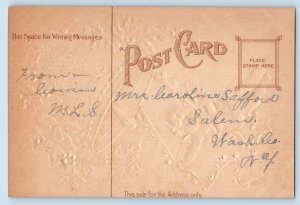 This Space For Writing Messages
POST CARD
PLACE
STAMP HERE
From a
W. L. S.
Mrs. Caroline Safford
Salem
Wash Co.
N.Y.
This side for the Address only